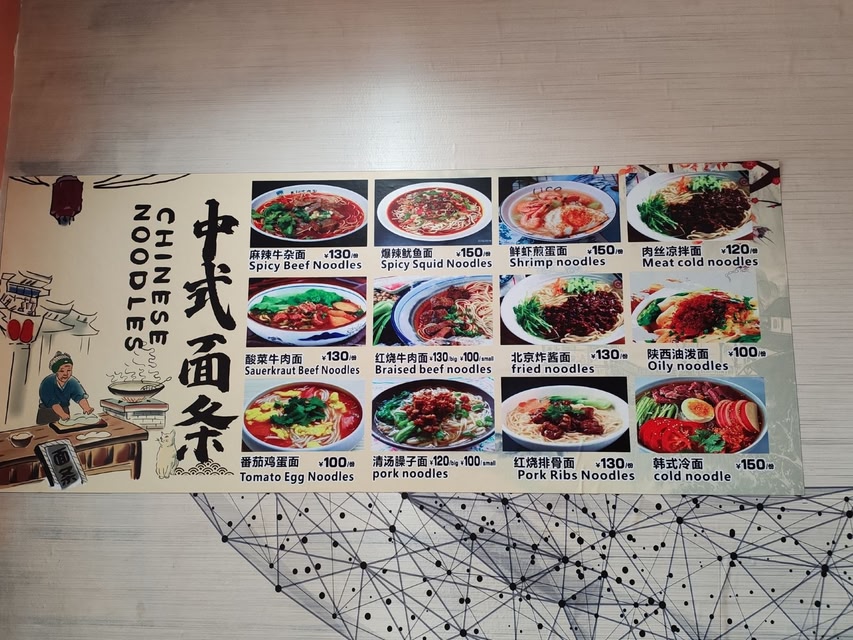 中式面条
CHINESE
NOODLES
面条
麻辣牛杂面 ¥130/份
Spicy Beef Noodles
爆辣鱿鱼面 ¥150/份
Spicy Squid Noodles
鲜虾煎蛋面 ¥150/份
Shrimp noodles
肉丝凉拌面 ¥120/份
Meat cold noodles
酸菜牛肉面 ¥130/份
Sauerkraut Beef Noodles
红烧牛肉面 ¥130/big ¥100/small
Braised beef noodles
北京炸酱面 ¥130/份
fried noodles
陕西油泼面 ¥100/份
Oily noodles
番茄鸡蛋面 ¥100/份
Tomato Egg Noodles
清汤臊子面 ¥120/big ¥100/small
pork noodles
红烧排骨面 ¥130/份
Pork Ribs Noodles
韩式冷面 ¥150/份
cold noodle